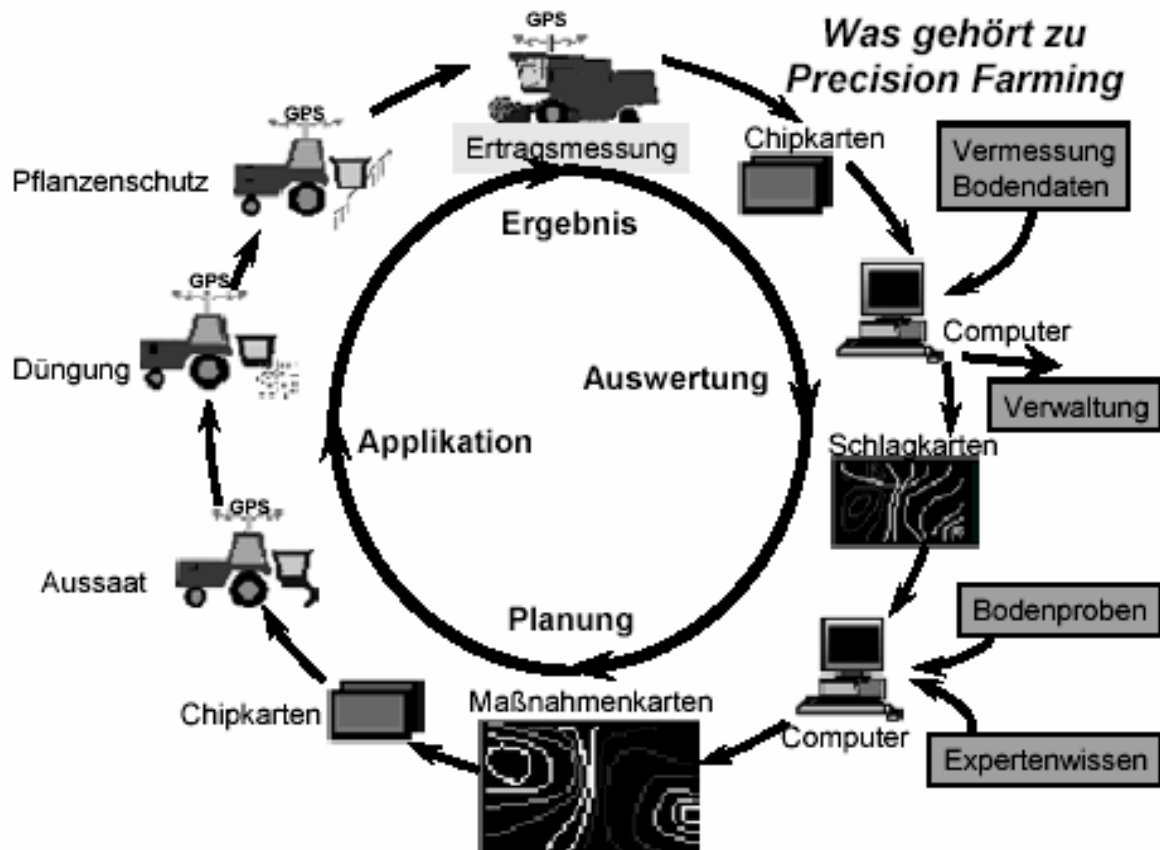 Was gehört zu
Precision Farming
GPS
Ertragsmessung
Chipkarten
Vermessung
Bodendaten
Computer
Verwaltung
Schlagkarten
Bodenproben
Computer
Expertenwissen
Maßnahmenkarten
Chipkarten
GPS
Aussaat
GPS
Düngung
GPS
Pflanzenschutz
Ergebnis
Auswertung
Planung
Applikation